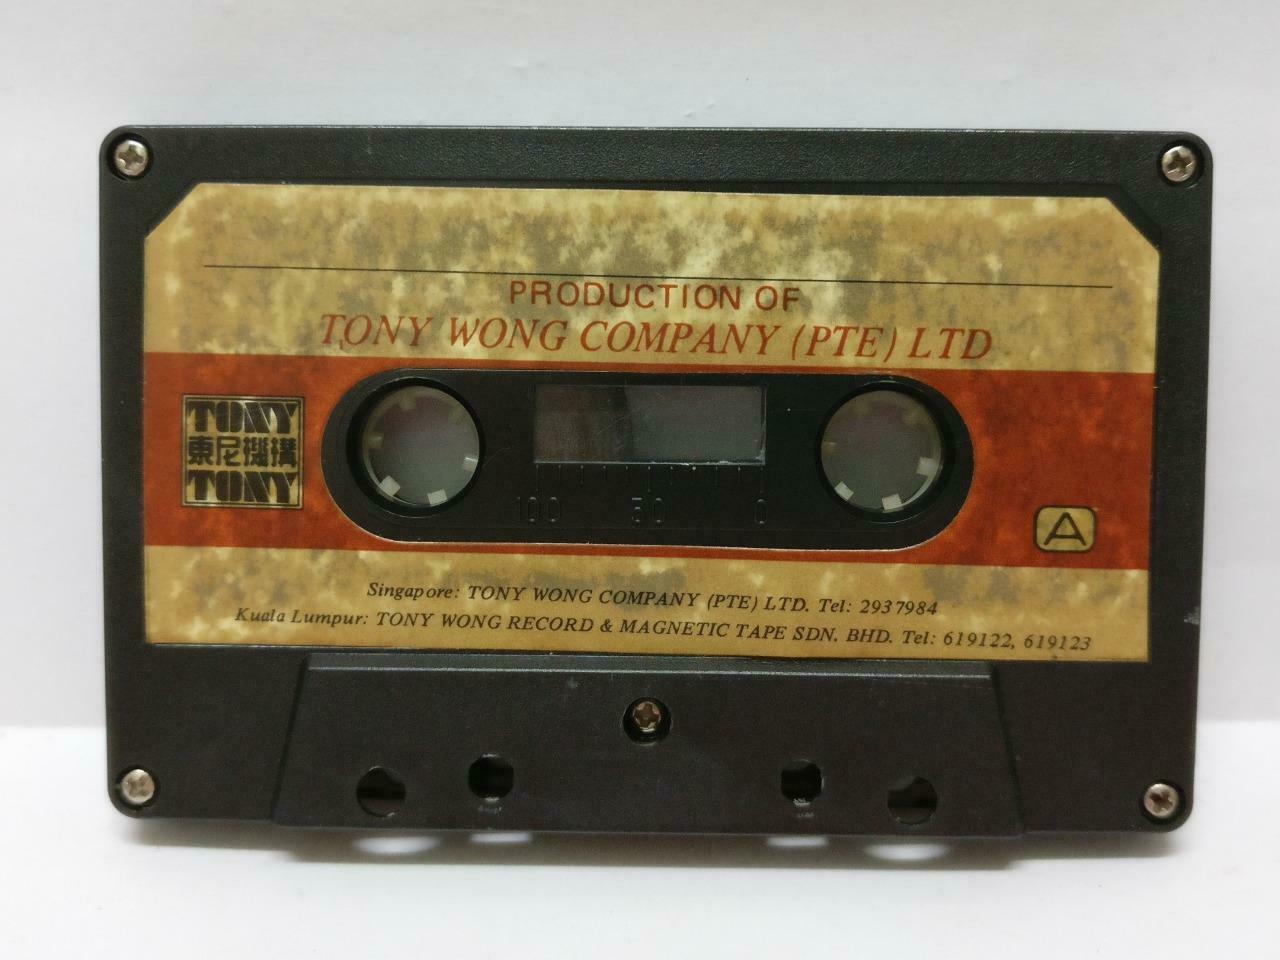 PRODUCTION OF
TONY WONG COMPANY (PTE) LTD
TONY
東尼機構
TONY
100 50 0
A
Singapore: TONY WONG COMPANY (PTE) LTD. Tel: 2937984
Kuala Lumpur: TONY WONG RECORD & MAGNETIC TAPE SDN. BHD. Tel: 619122, 619123